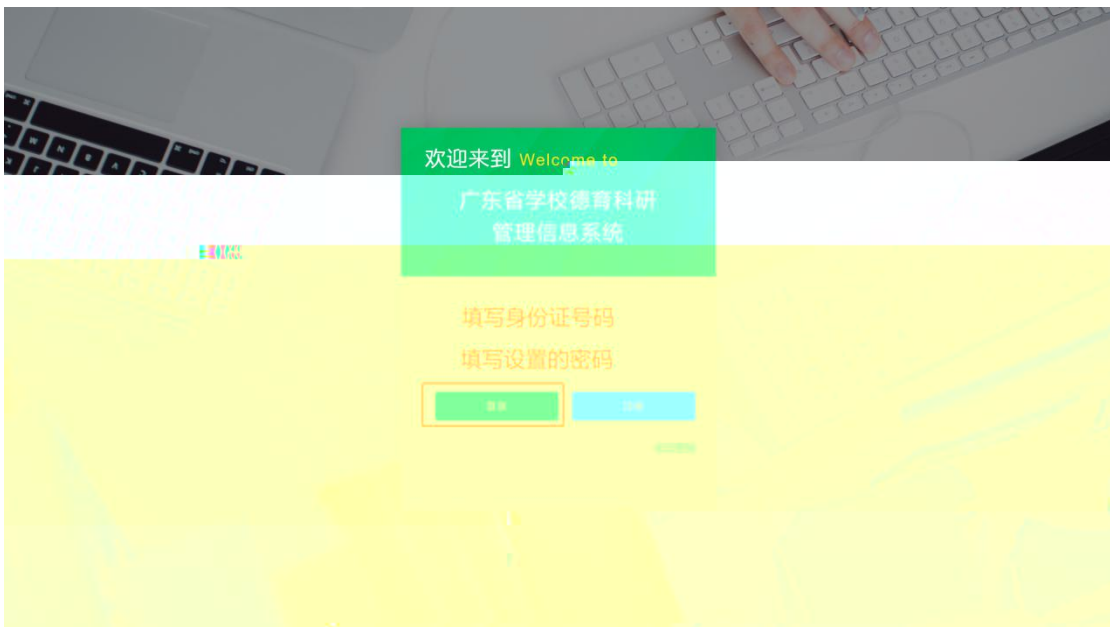 欢迎来到 Welcome to
广东省学校德育科研
管理信息系统
填写身份证号码
填写设置的密码